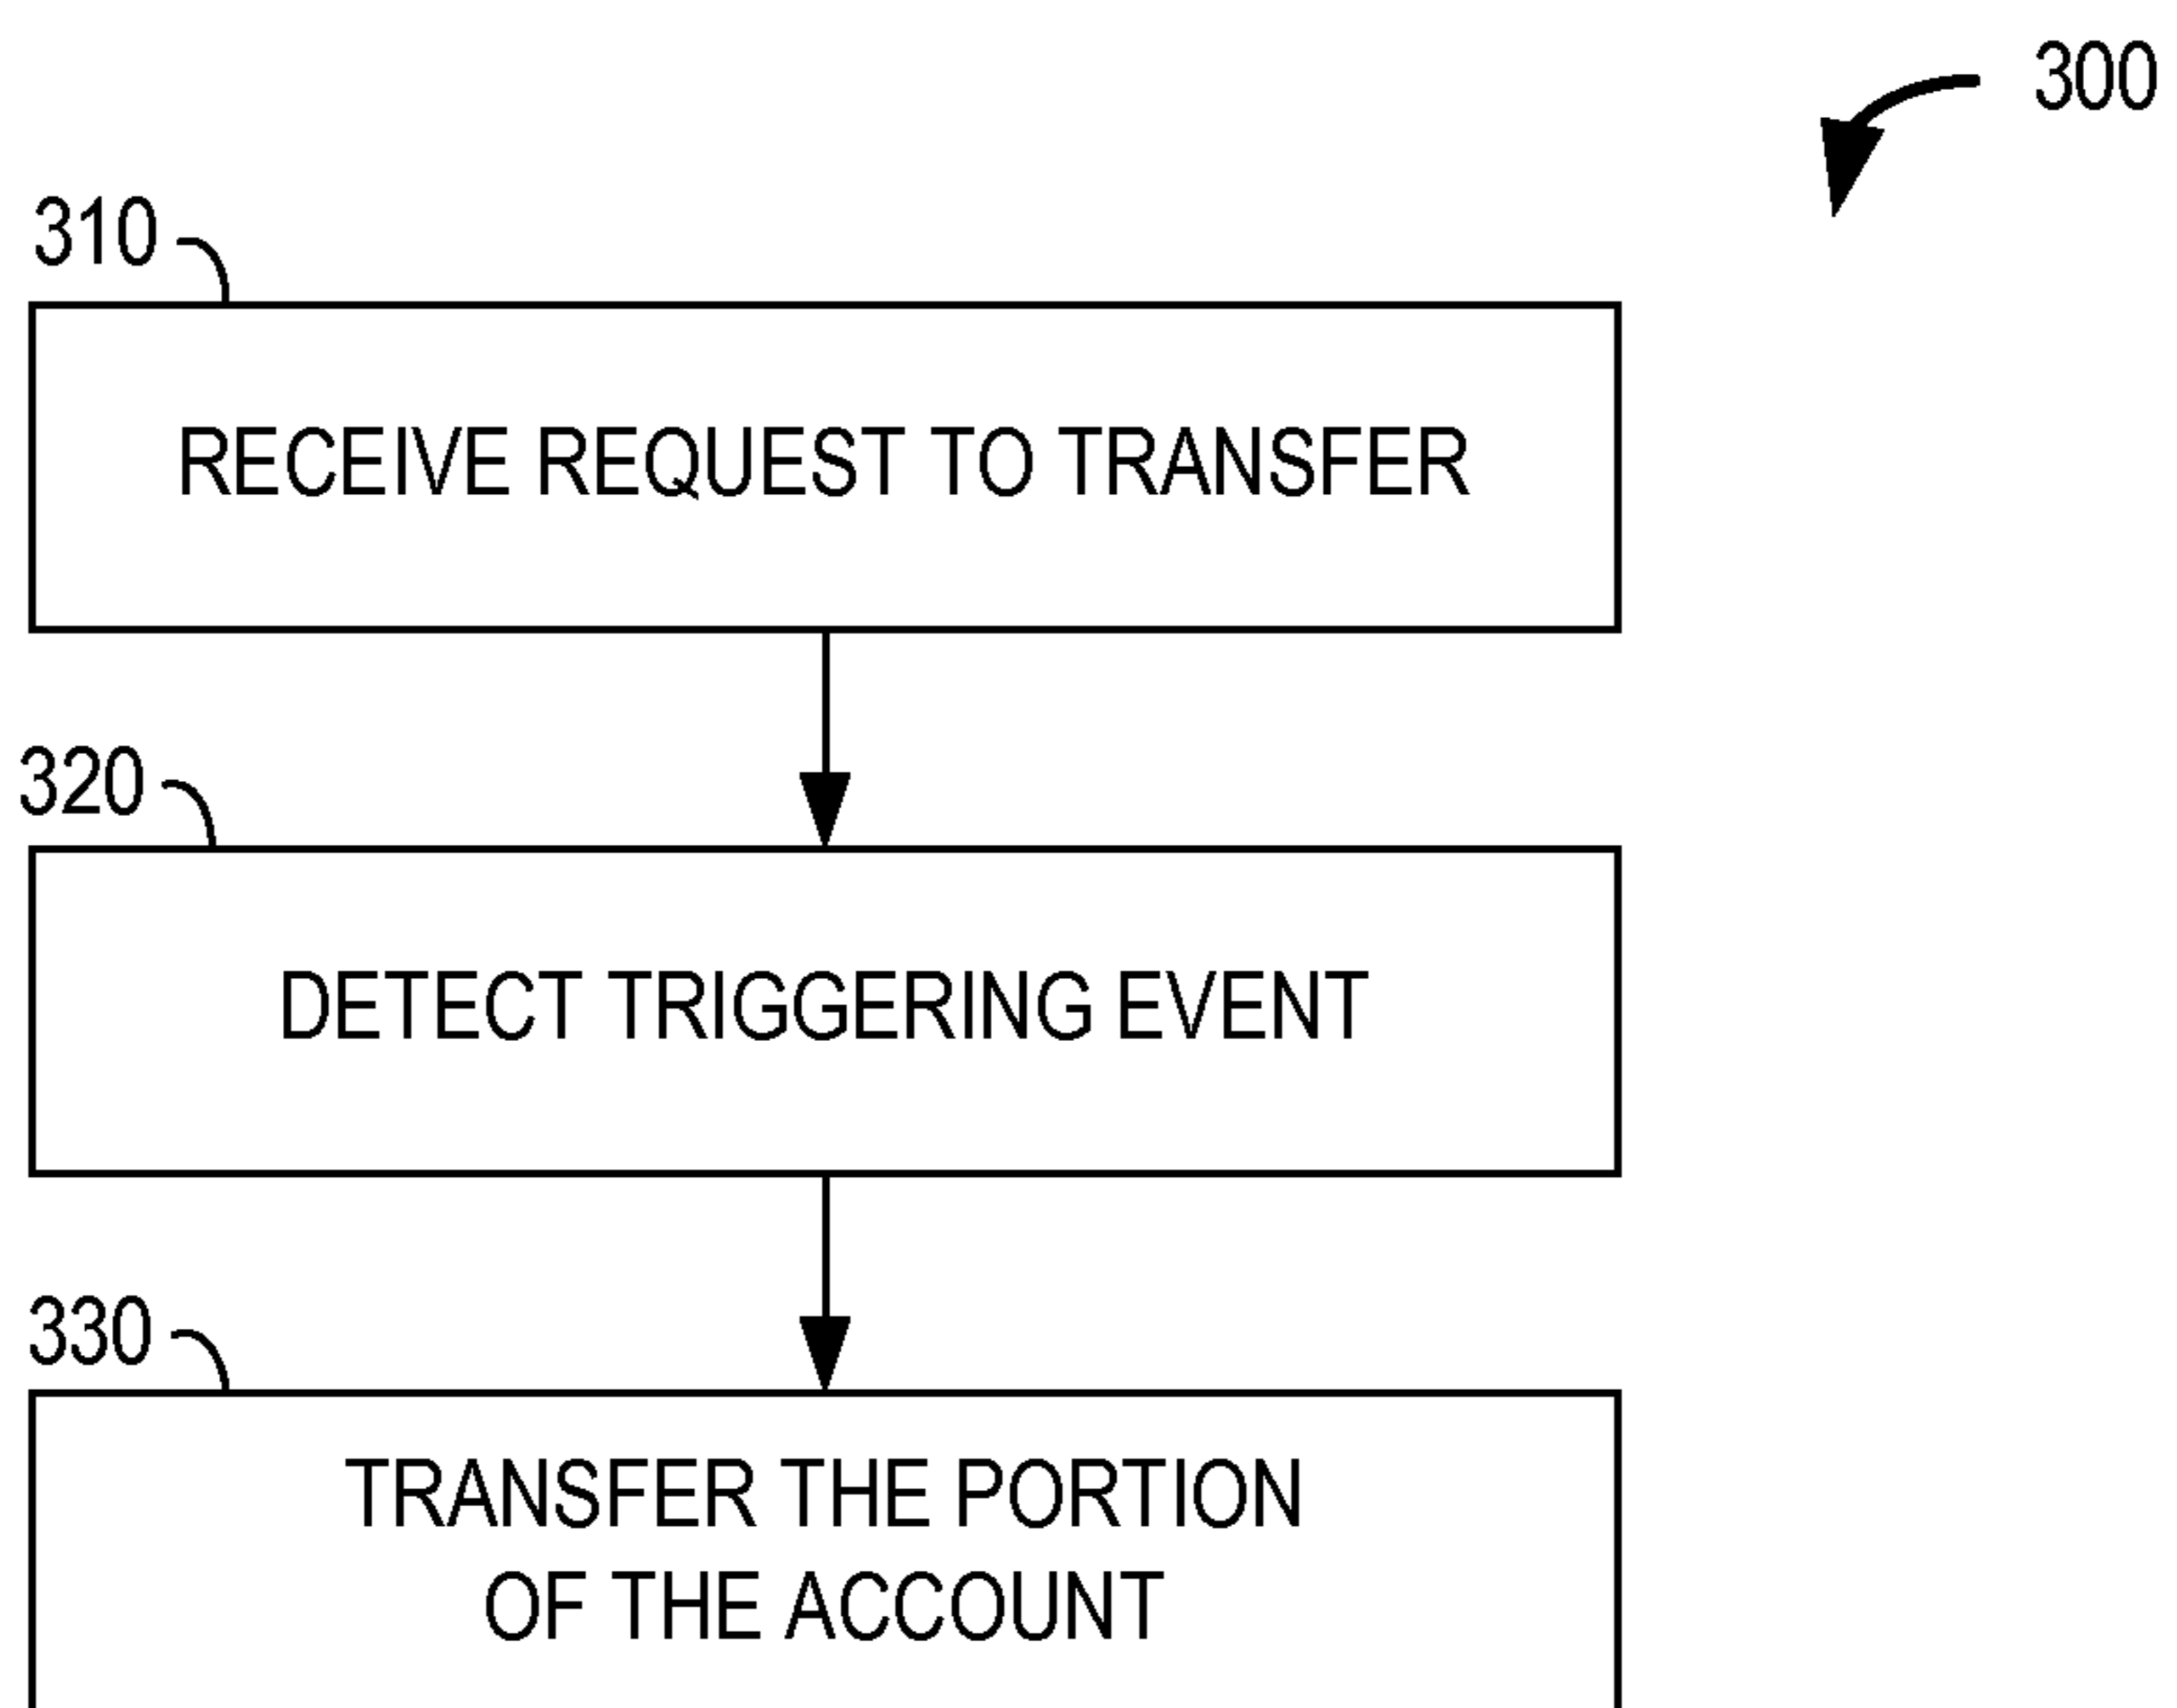 300
310
RECEIVE REQUEST TO TRANSFER
320
DETECT TRIGGERING EVENT
330
TRANSFER THE PORTION
OF THE ACCOUNT